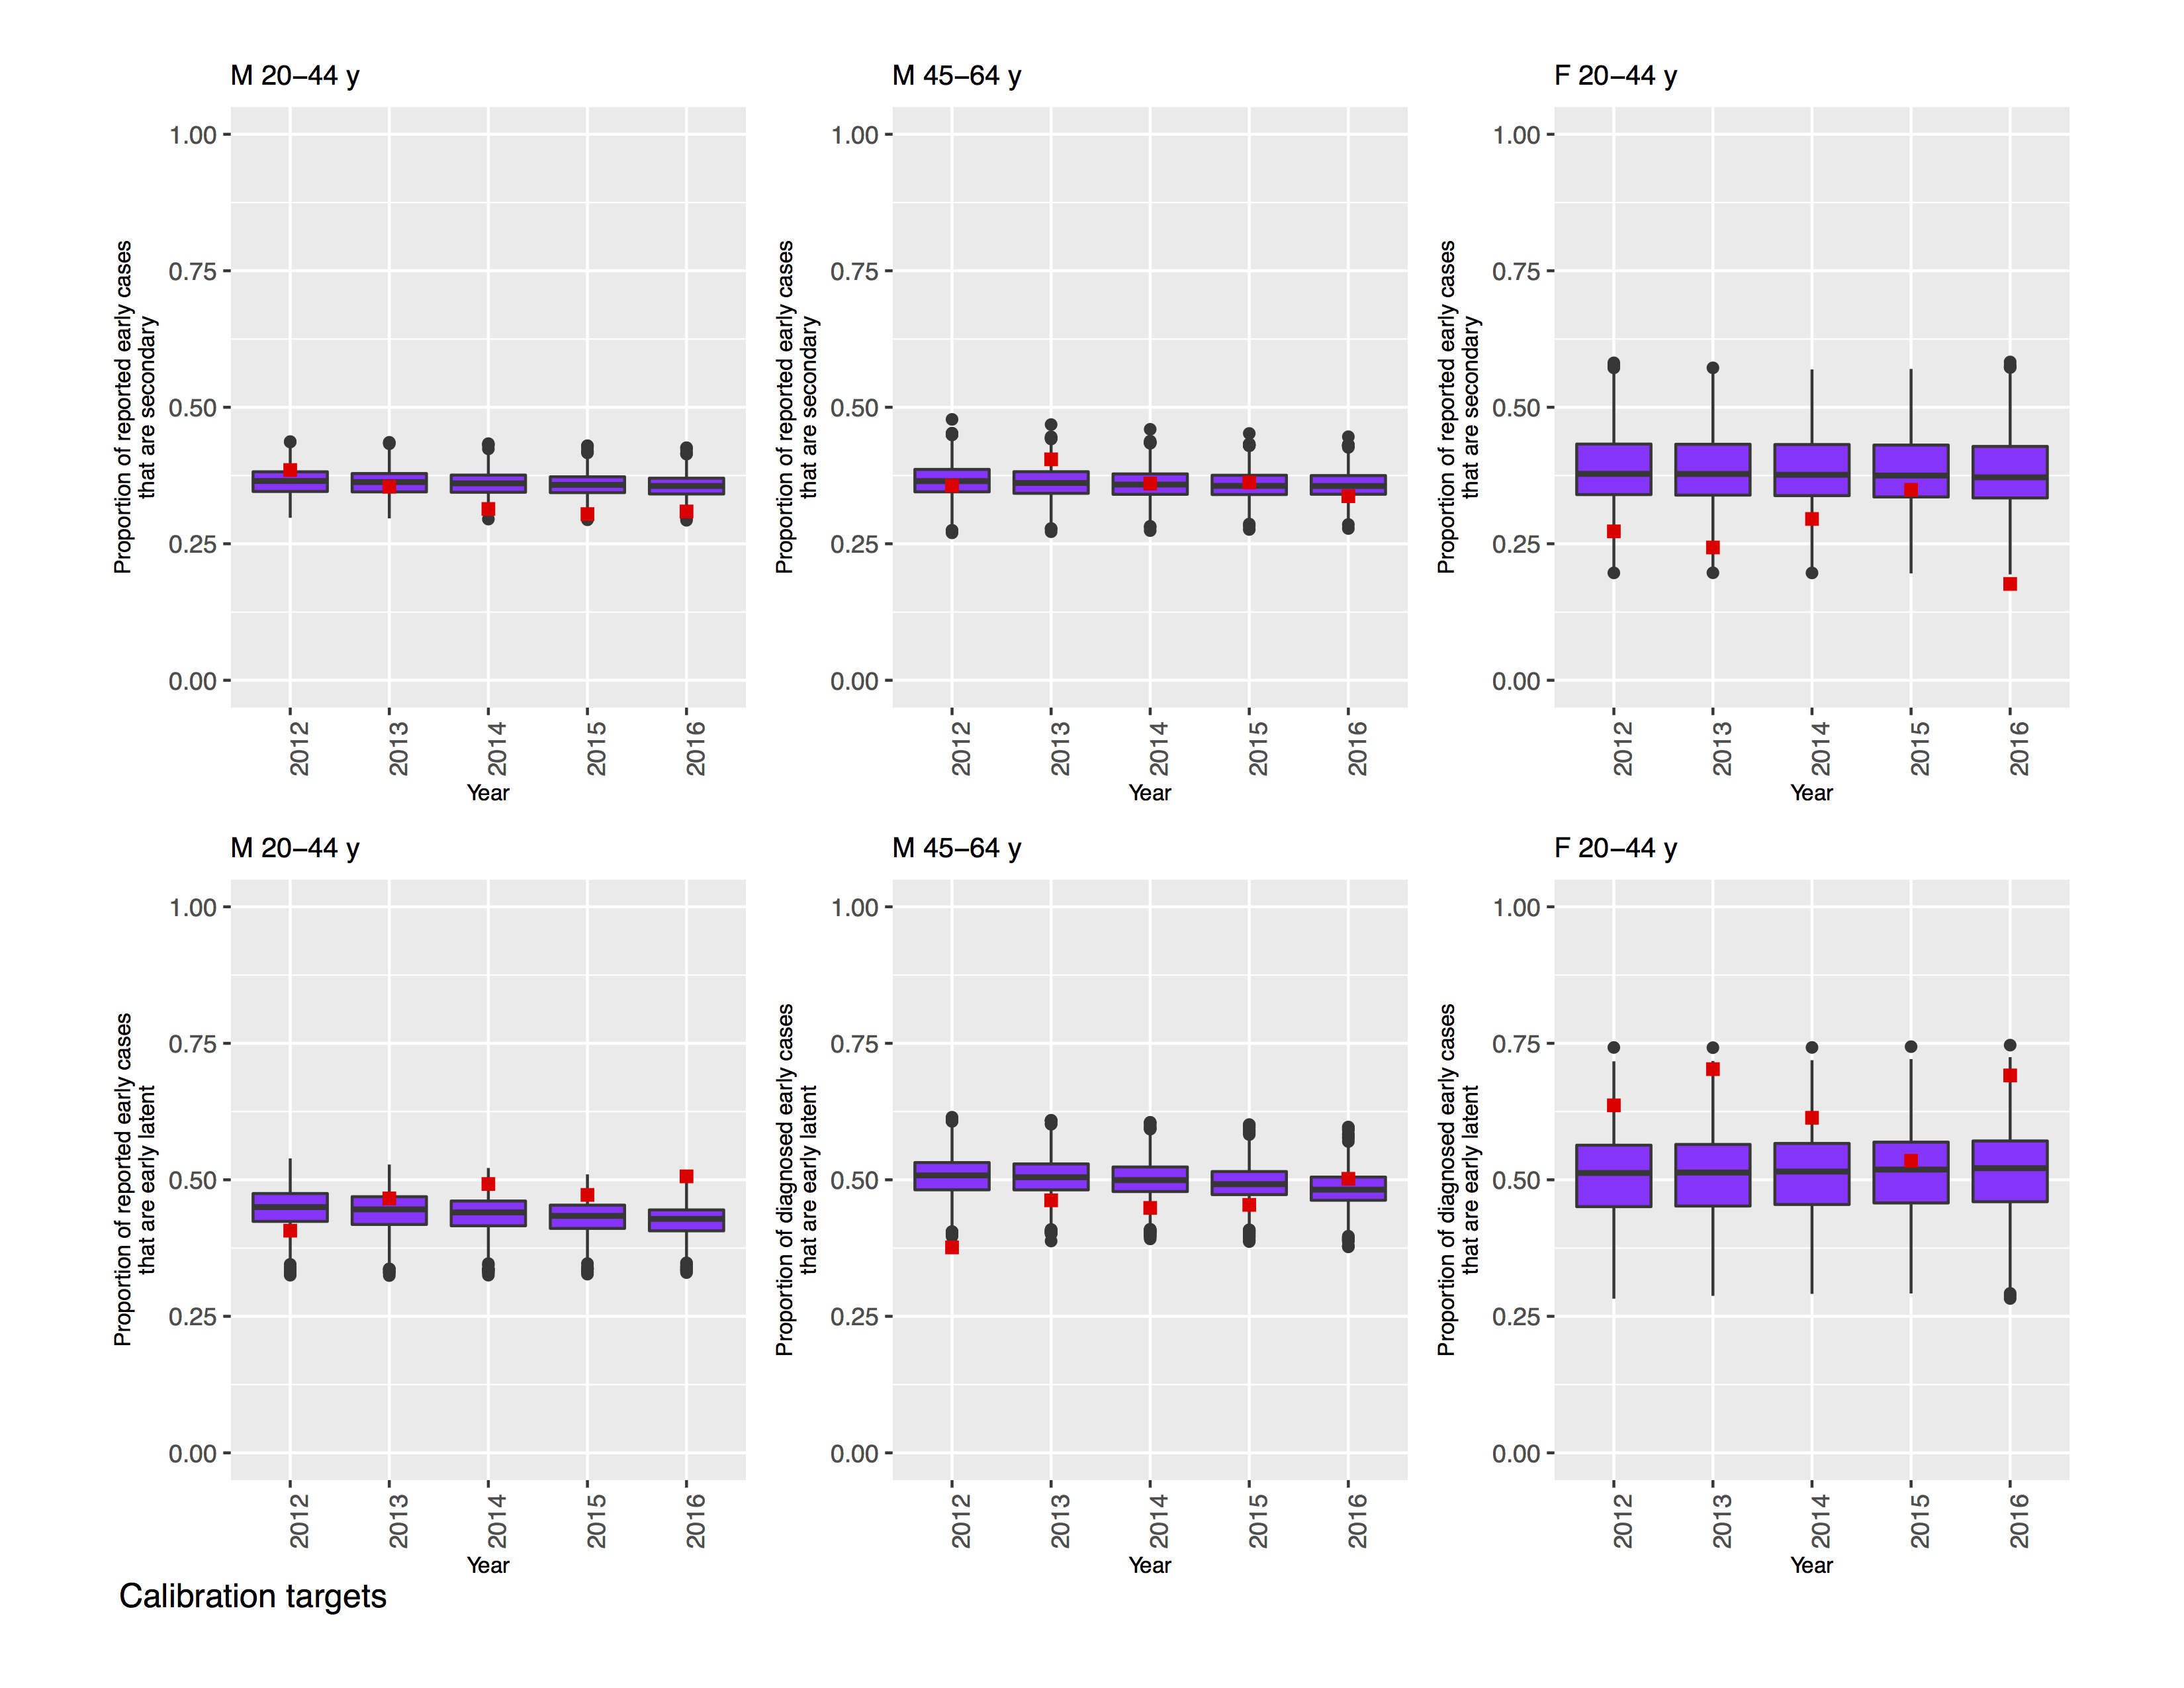 M 20–44 y
Proportion of reported early cases
that are secondary
1.00
0.75
0.50
0.25
0.00
2012
2013
2014
2015
2016
Year
M 45–64 y
Proportion of reported early cases
that are secondary
1.00
0.75
0.50
0.25
0.00
2012
2013
2014
2015
2016
Year
F 20–44 y
Proportion of reported early cases
that are secondary
1.00
0.75
0.50
0.25
0.00
2012
2013
2014
2015
2016
Year
M 20–44 y
Proportion of reported early cases
that are early latent
1.00
0.75
0.50
0.25
0.00
2012
2013
2014
2015
2016
Year
M 45–64 y
Proportion of diagnosed early cases
that are early latent
1.00
0.75
0.50
0.25
0.00
2012
2013
2014
2015
2016
Year
F 20–44 y
Proportion of diagnosed early cases
that are early latent
1.00
0.75
0.50
0.25
0.00
2012
2013
2014
2015
2016
Year
Calibration targets